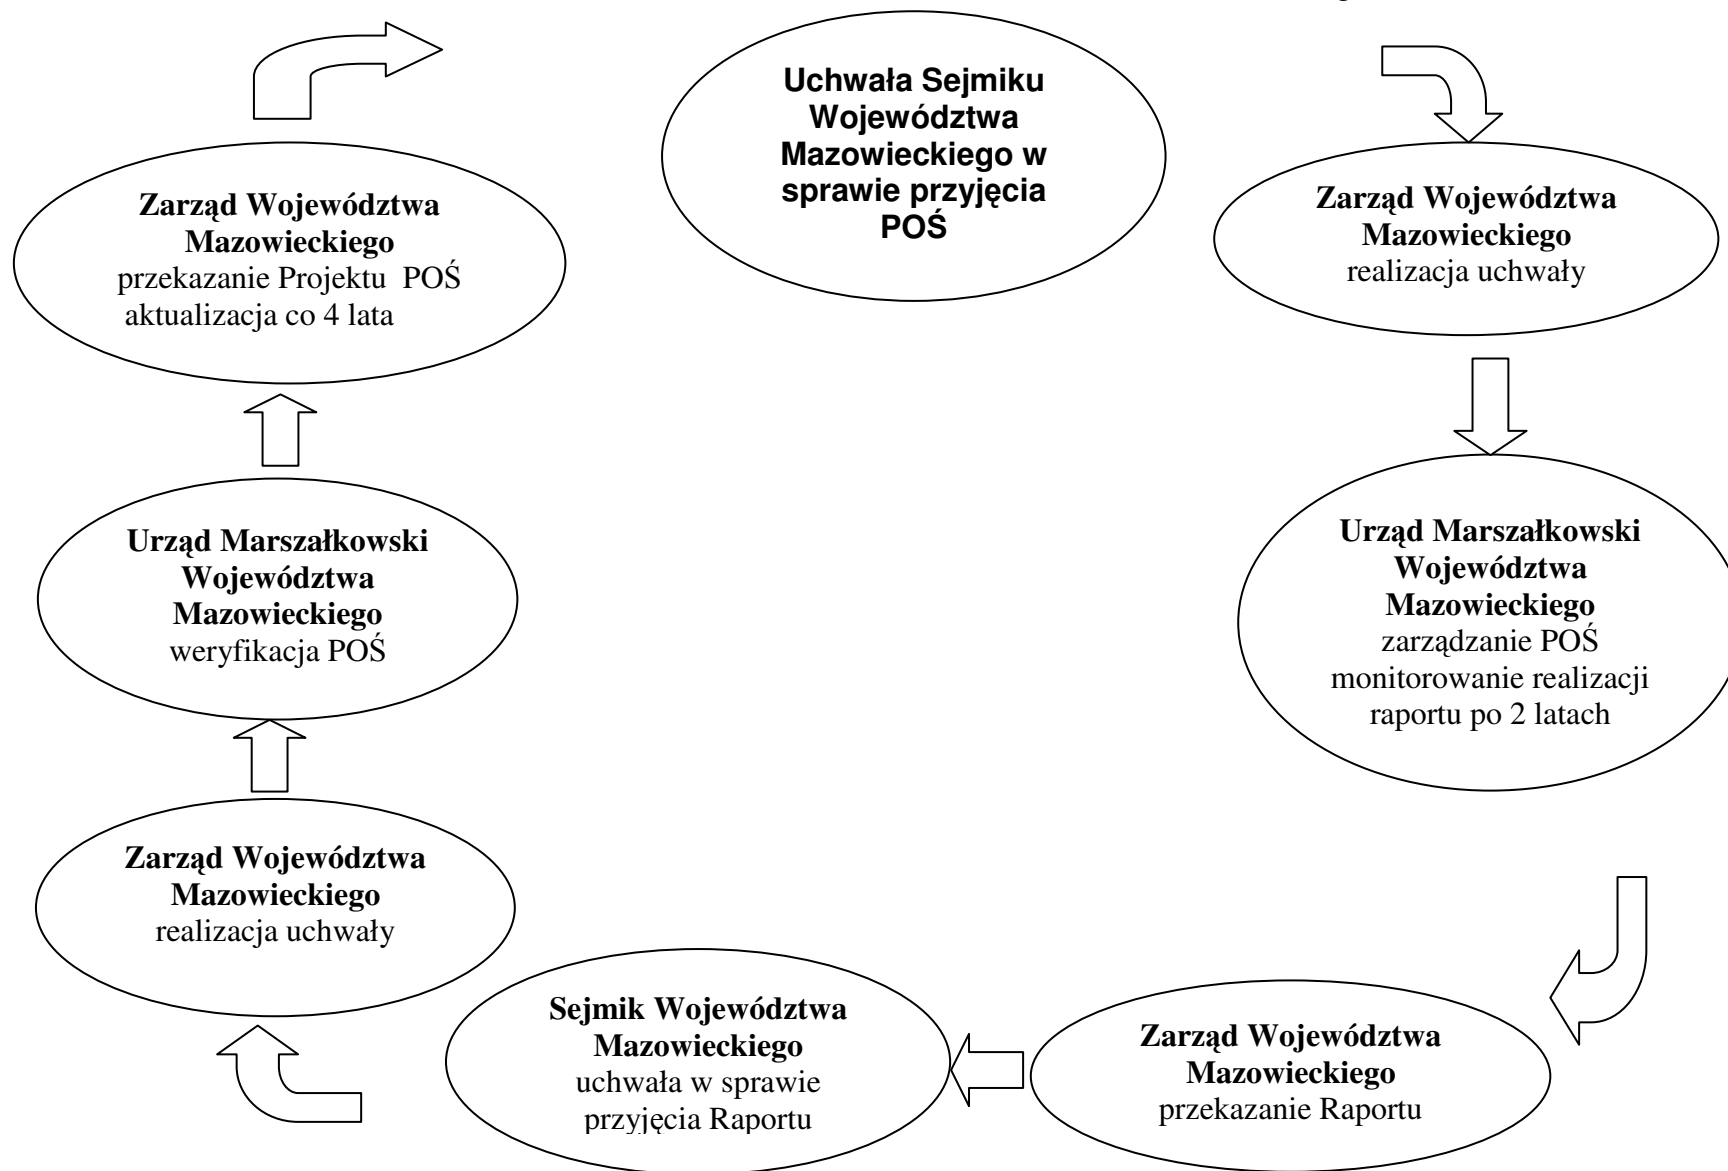 Uchwała Sejmiku
Województwa
Mazowieckiego w
sprawie przyjęcia
POŚ
Zarząd Województwa
Mazowieckiego
realizacja uchwały
Urząd Marszałkowski
Województwa
Mazowieckiego
zarządzanie POŚ
monitorowanie realizacji
raportu po 2 latach
Zarząd Województwa
Mazowieckiego
przekazanie Raportu
Sejmik Województwa
Mazowieckiego
uchwała w sprawie
przyjęcia Raportu
Zarząd Województwa
Mazowieckiego
realizacja uchwały
Urząd Marszałkowski
Województwa
Mazowieckiego
weryfikacja POŚ
Zarząd Województwa
Mazowieckiego
przekazanie Projektu POŚ
aktualizacja co 4 lata